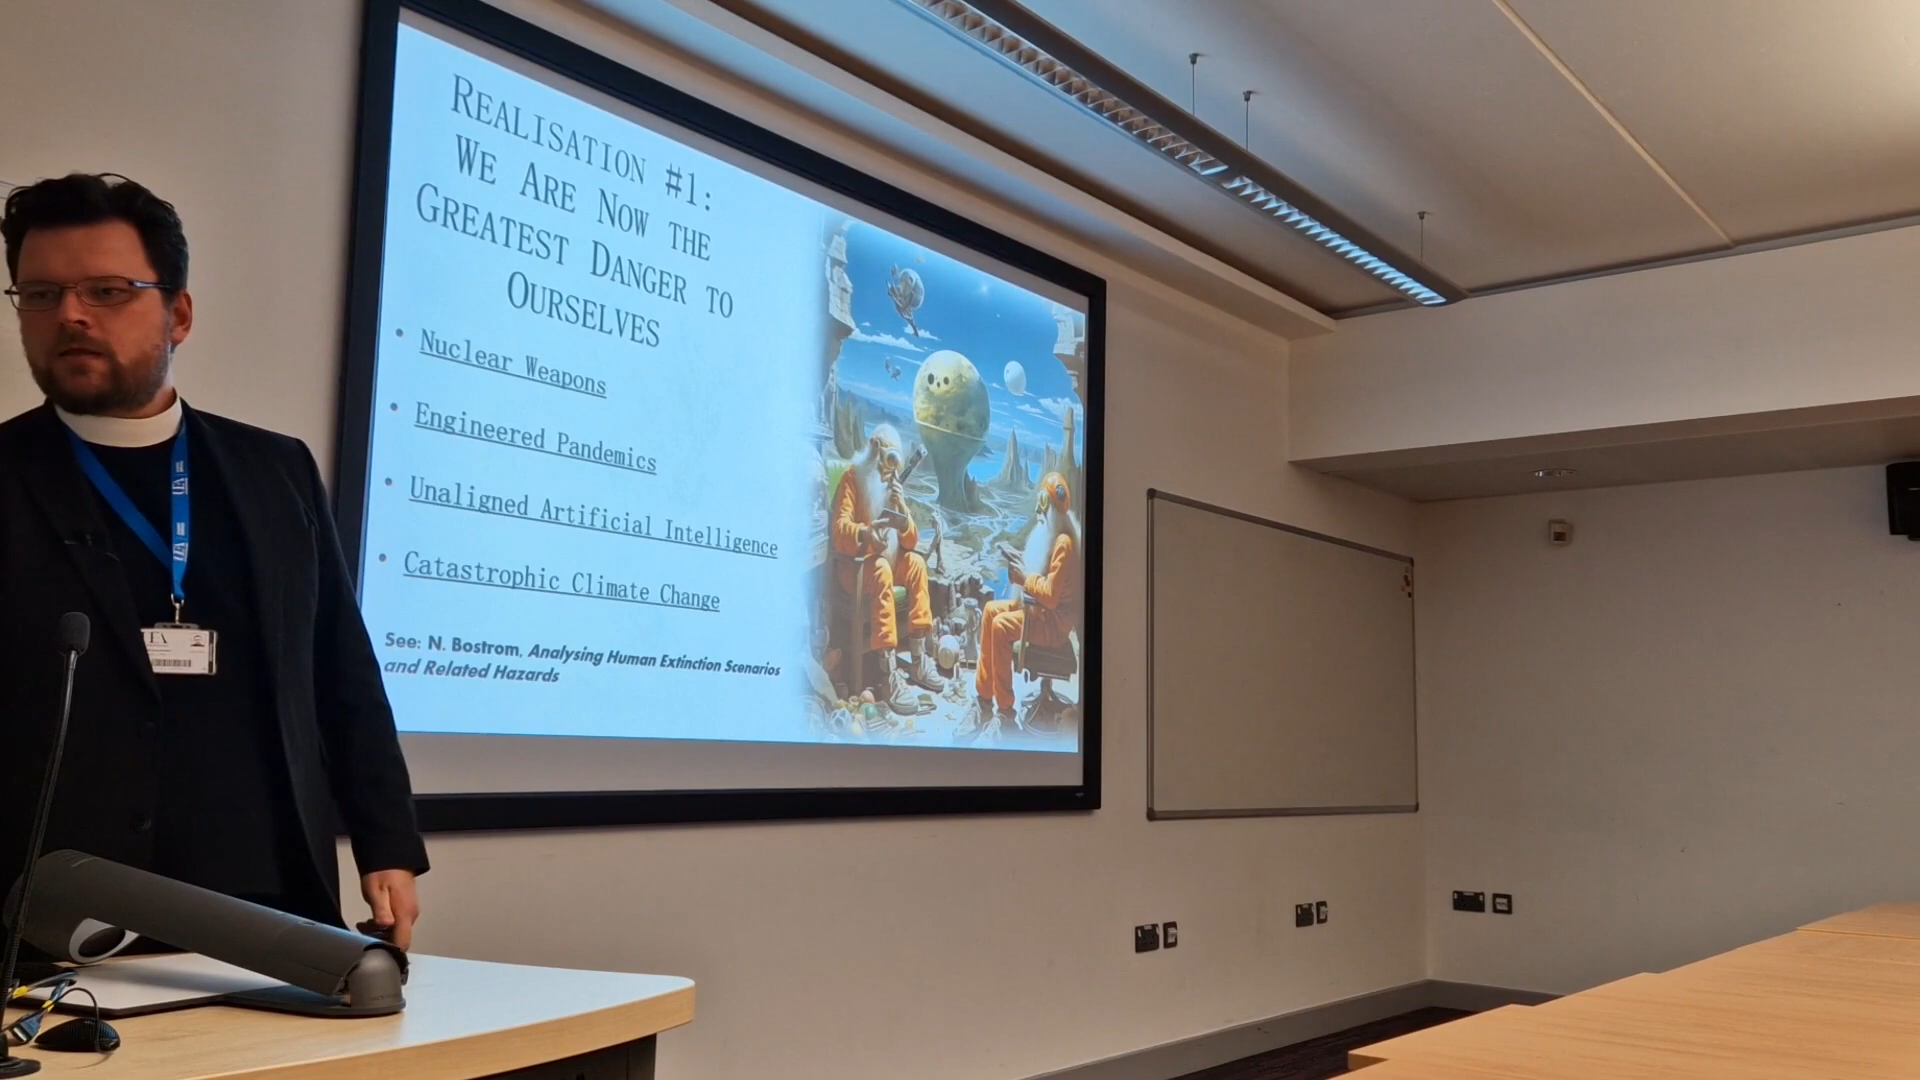 REALISATION #1:
WE ARE NOW THE
GREATEST DANGER TO
OURSELVES
• Nuclear Weapons
• Engineered Pandemics
• Unaligned Artificial Intelligence
• Catastrophic Climate Change
See: N. Bostrom, Analysing Human Extinction Scenarios
and Related Hazards
UEA